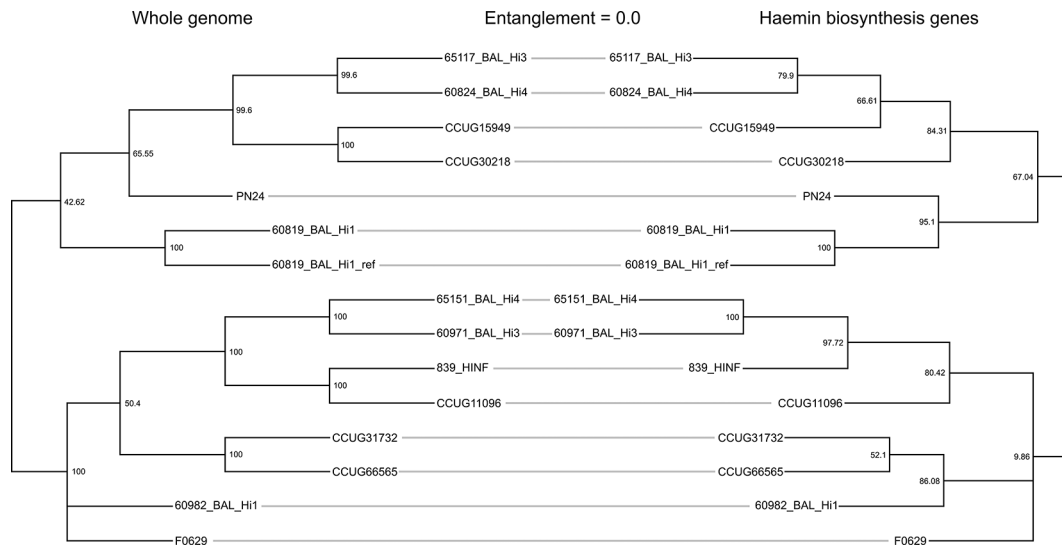 Whole genome Entanglement = 0.0 Haemin biosynthesis genes
65117_BAL_Hi3 65117_BAL_Hi3
99.6 79.9
60824_BAL_Hi4 60824_BAL_Hi4
99.6 66.61
CCUG15949 CCUG15949
100 84.31
65.55
CCUG30218 CCUG30218
67.04
PN24 PN24
42.62 95.1
60819_BAL_Hi1 60819_BAL_Hi1
100 100
60819_BAL_Hi1_ref 60819_BAL_Hi1_ref
65151_BAL_Hi4 65151_BAL_Hi4
100 100
60971_BAL_Hi3 60971_BAL_Hi3
100 97.72
839_HINF 839_HINF
100 80.42
CCUG11096 CCUG11096
50.4
CCUG31732 CCUG31732
100 52.1 9.86
CCUG66565 CCUG66565
100 86.08
60982_BAL_Hi1 60982_BAL_Hi1
F0629 F0629